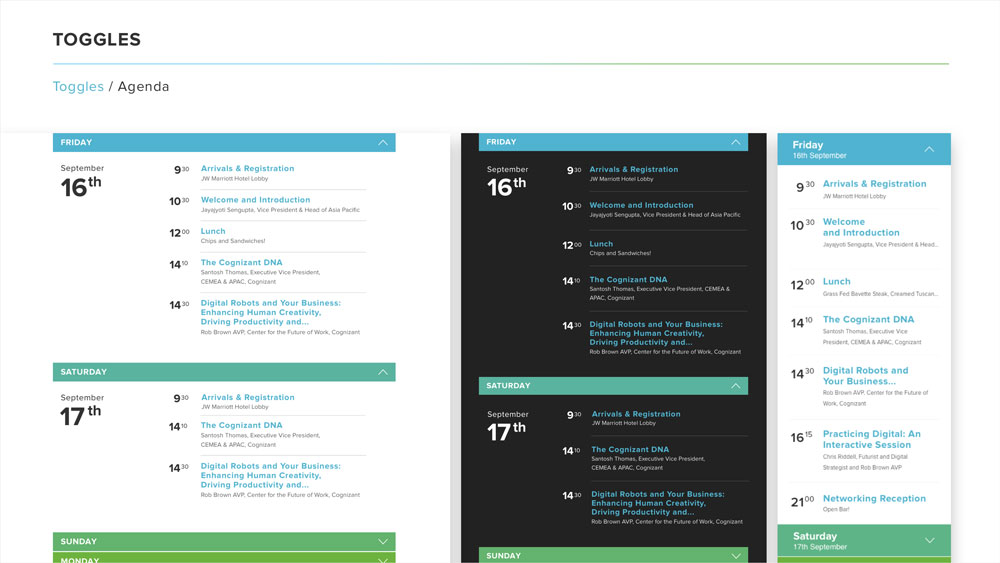 TOGGLES
Toggles / Agenda
FRIDAY
September
16th
9 30 Arrivals & Registration
JW Marriott Hotel Lobby
10 30 Welcome and Introduction
Jayajyoti Sengupta, Vice President & Head of Asia Pacific
12 00 Lunch
Chips and Sandwiches!
14 10 The Cognizant DNA
Santosh Thomas, Executive Vice President,
CEMEA & APAC, Cognizant
14 30 Digital Robots and Your Business:
Enhancing Human Creativity,
Driving Productivity and...
Rob Brown AVP, Center for the Future of Work, Cognizant
SATURDAY
September
17th
9 30 Arrivals & Registration
JW Marriott Hotel Lobby
14 10 The Cognizant DNA
Santosh Thomas, Executive Vice President,
CEMEA & APAC, Cognizant
14 30 Digital Robots and Your Business:
Enhancing Human Creativity,
Driving Productivity and...
Rob Brown AVP, Center for the Future of Work, Cognizant
SUNDAY
MONDAY
FRIDAY
September
16th
9 30 Arrivals & Registration
JW Marriott Hotel Lobby
10 30 Welcome and Introduction
Jayajyoti Sengupta, Vice President & Head of Asia Pacific
12 00 Lunch
Chips and Sandwiches!
14 10 The Cognizant DNA
Santosh Thomas, Executive Vice President, CEMEA &
APAC, Cognizant
14 30 Digital Robots and Your Business:
Enhancing Human Creativity,
Driving Productivity and...
Rob Brown AVP, Center for the Future of Work, Cognizant
SATURDAY
September
17th
9 30 Arrivals & Registration
JW Marriott Hotel Lobby
14 10 The Cognizant DNA
Santosh Thomas, Executive Vice President,
CEMEA & APAC, Cognizant
14 30 Digital Robots and Your Business:
Enhancing Human Creativity,
Driving Productivity and...
Rob Brown AVP, Center for the Future of Work, Cognizant
SUNDAY
Friday
16th September
9 30 Arrivals & Registration
JW Marriott Hotel Lobby
10 30 Welcome
and Introduction
Jayajyoti Sengupta, Vice President & Head...
12 00 Lunch
Grass Fed Bavette Steak, Creamed Tuscan...
14 10 The Cognizant DNA
Santosh Thomas, Executive Vice
President, CEMEA & APAC, Cognizant
14 30 Digital Robots and
Your Business...
Rob Brown AVP, Center for the Future of
Work, Cognizant
16 15 Practicing Digital: An
Interactive Session
Chris Riddell, Futurist and Digital
Strategist and Rob Brown AVP
21 00 Networking Reception
Open Bar!
Saturday
17th September